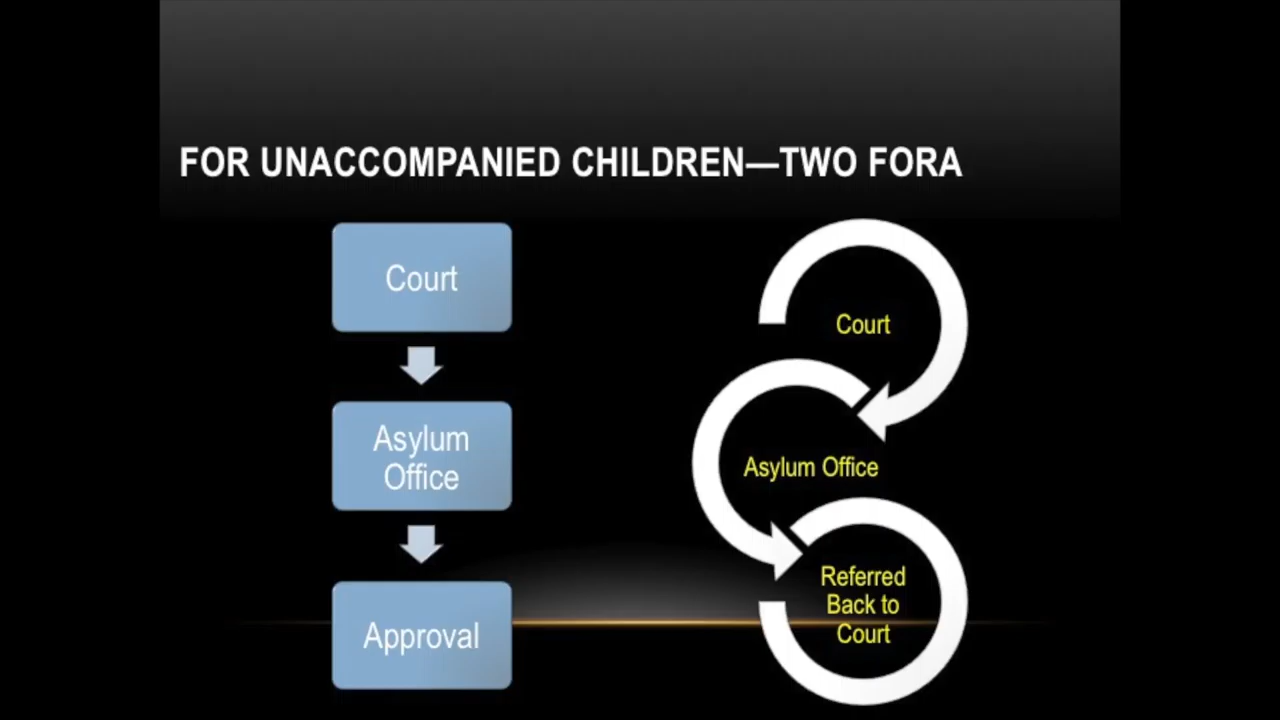 FOR UNACCOMPANIED CHILDREN—TWO FORA
Court
Asylum
Office
Approval
Court
Asylum Office
Referred
Back to
Court